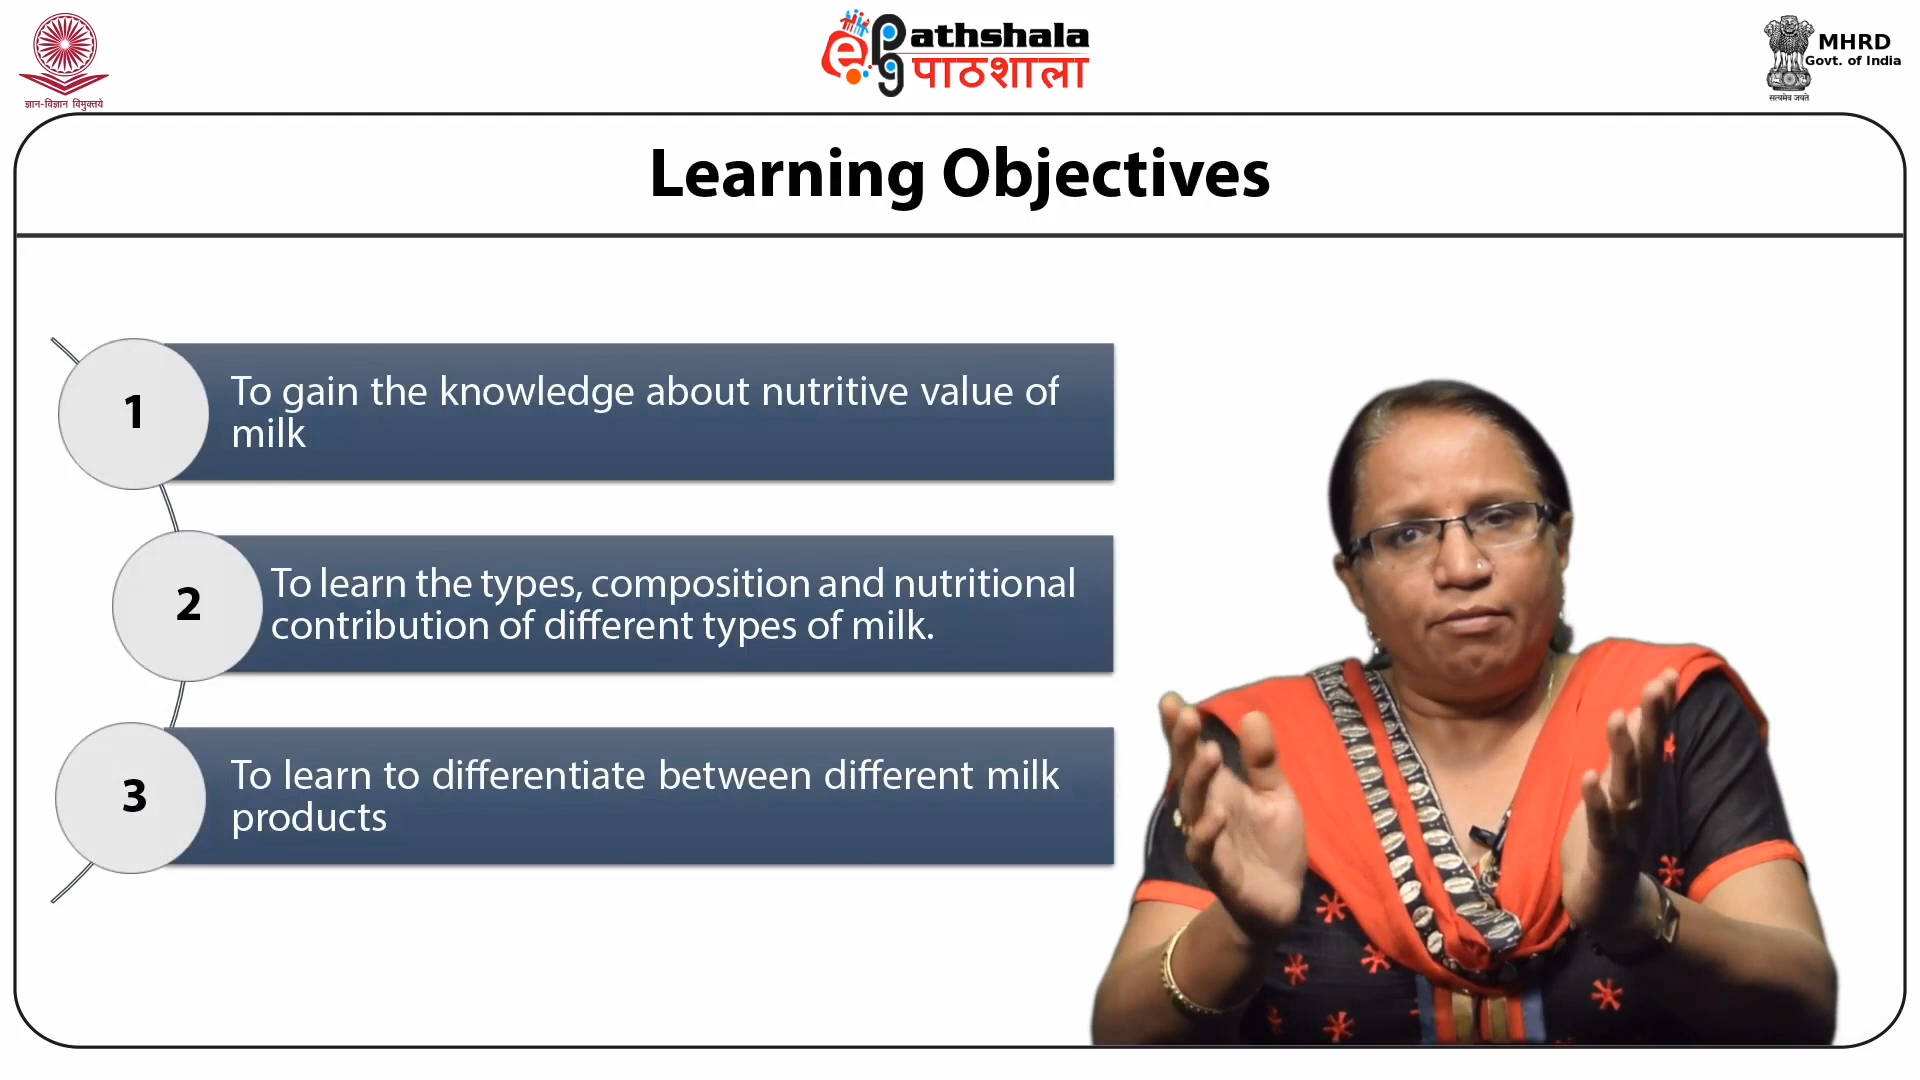 ज्ञान-विज्ञान विमुक्तये
ePathshala
पाठशाला
MHRD
Govt. of India
सत्यमेव जयते
Learning Objectives
1
To gain the knowledge about nutritive value of
milk
2
To learn the types, composition and nutritional
contribution of different types of milk.
3
To learn to differentiate between different milk
products